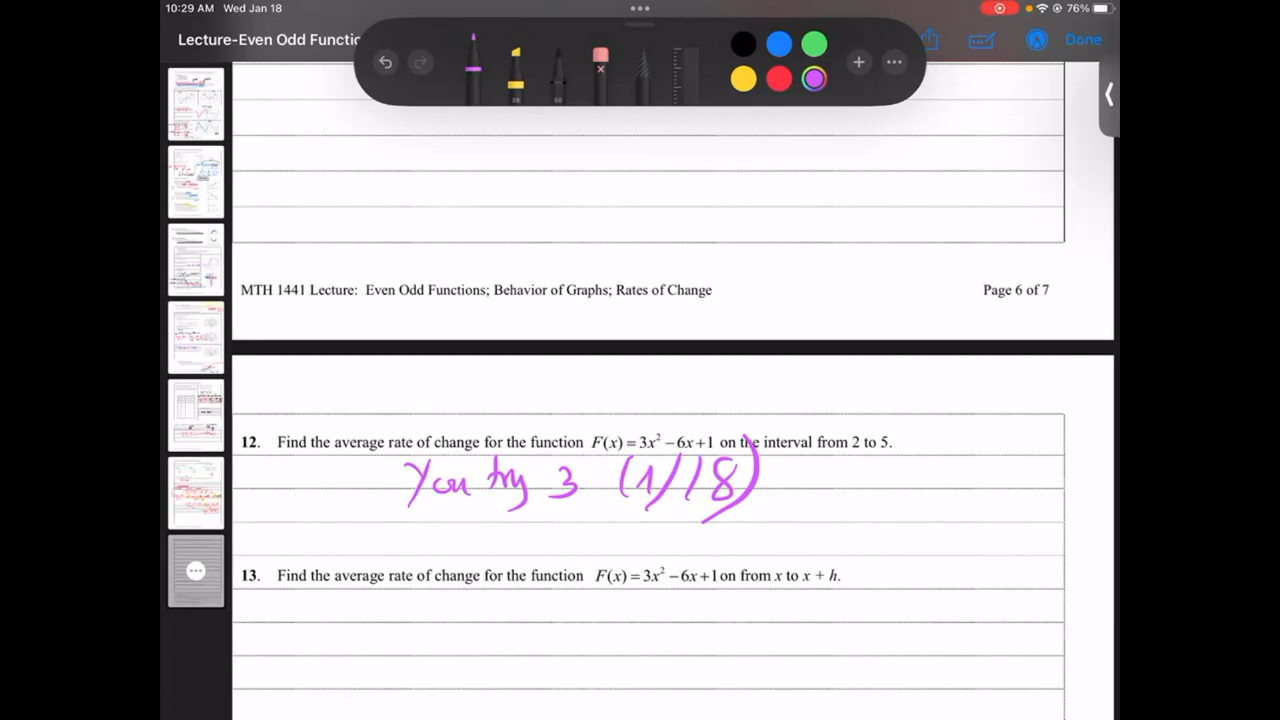 10:29 AM Wed Jan 18
76%
Lecture-Even Odd Functio
Done
MTH 1441 Lecture: Even Odd Functions; Behavior of Graphs; Rates of Change
Page 6 of 7
12. Find the average rate of change for the function F(x) = 3x² − 6x + 1 on the interval from 2 to 5.
You try 3 (1/18)
13. Find the average rate of change for the function F(x) = 3x² − 6x + 1 on from x to x + h.